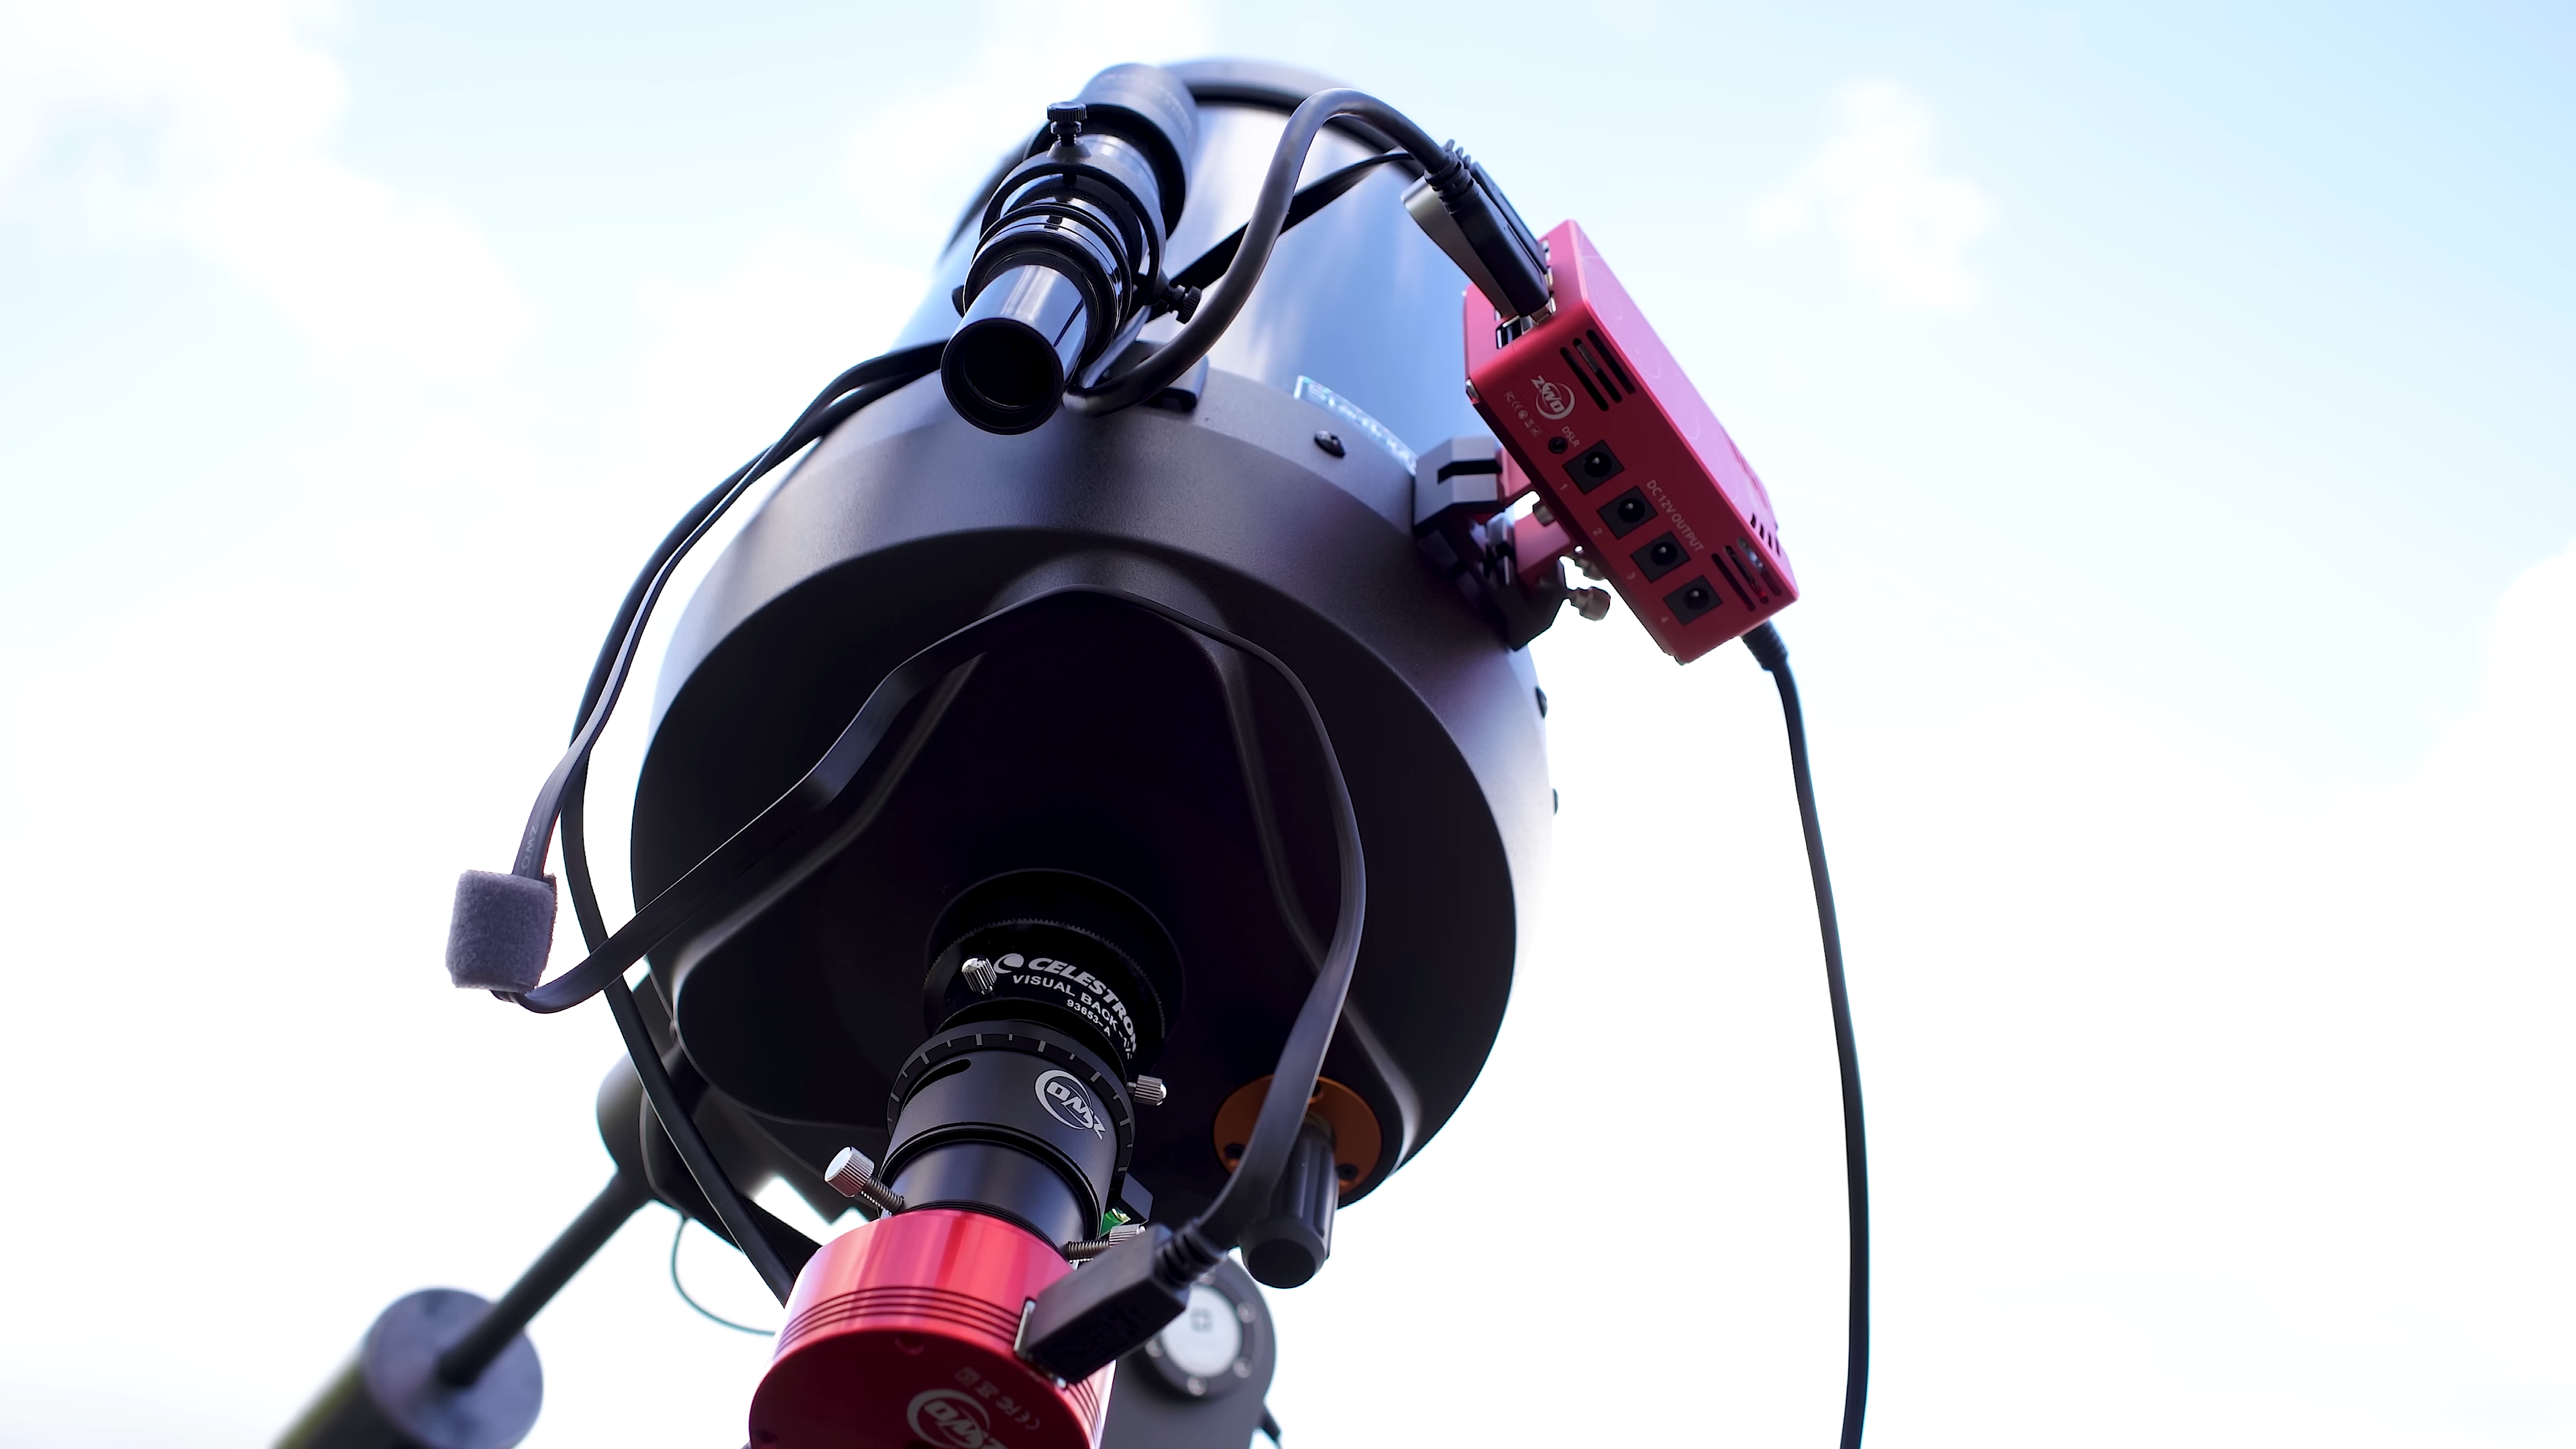 ZWO
DSLR
DC 12V OUTPUT
1
2
3
4
ZWO
CELESTRON
VISUAL BACK
93653-A
ZWO
ZWO